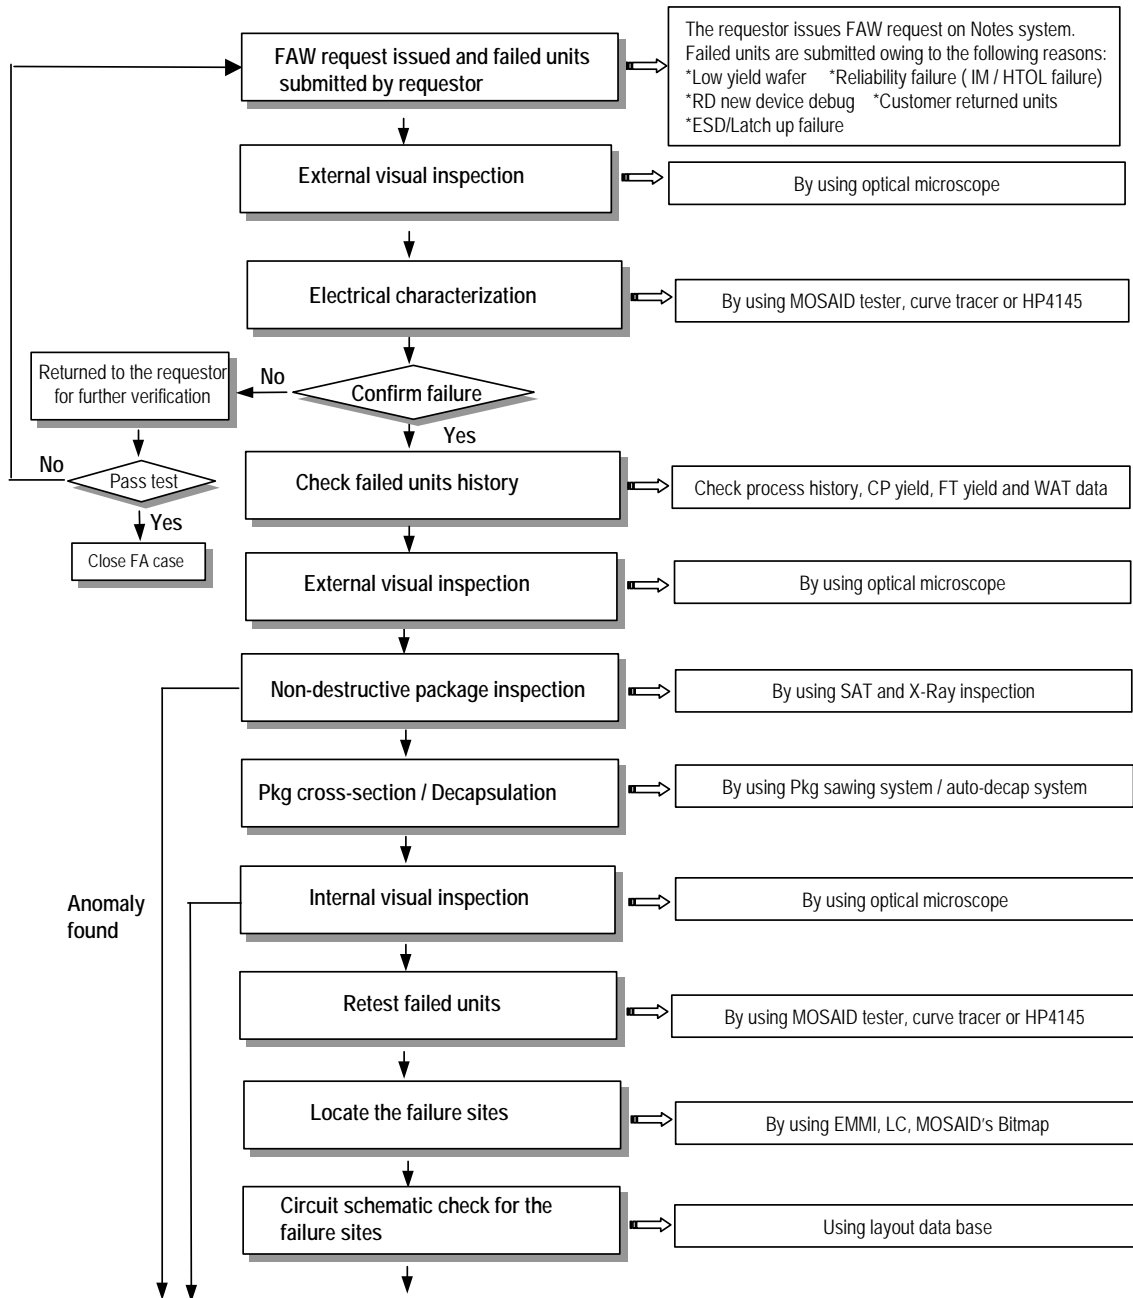 FAW request issued and failed units
submitted by requestor
The requestor issues FAW request on Notes system.
Failed units are submitted owing to the following reasons:
*Low yield wafer *Reliability failure ( IM / HTOL failure)
*RD new device debug *Customer returned units
*ESD/Latch up failure
External visual inspection
By using optical microscope
Electrical characterization
By using MOSAID tester, curve tracer or HP4145
Returned to the requestor
for further verification
No
Confirm failure
Yes
No
Pass test
Yes
Close FA case
Check failed units history
Check process history, CP yield, FT yield and WAT data
External visual inspection
By using optical microscope
Non-destructive package inspection
By using SAT and X-Ray inspection
Pkg cross-section / Decapsulation
By using Pkg sawing system / auto-decap system
Anomaly
found
Internal visual inspection
By using optical microscope
Retest failed units
By using MOSAID tester, curve tracer or HP4145
Locate the failure sites
By using EMMI, LC, MOSAID's Bitmap
Circuit schematic check for the
failure sites
Using layout data base